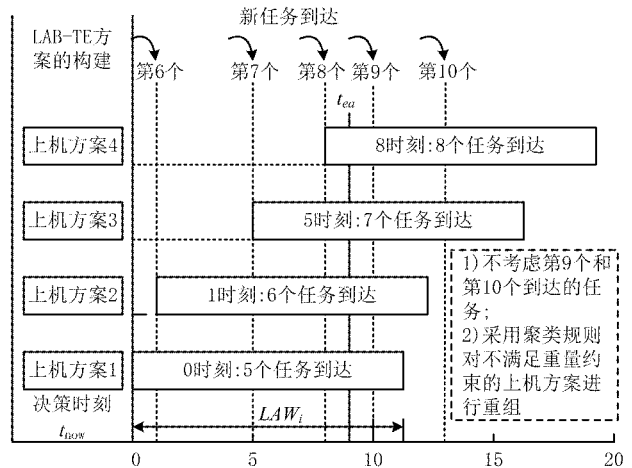 新任务到达
LAB-TE方
案的构建
第6个
第7个
第8个
第9个
第10个
t_ea
上机方案4
8时刻:8个任务到达
上机方案3
5时刻:7个任务到达
上机方案2
1时刻:6个任务到达
上机方案1
0时刻:5个任务到达
1)不考虑第9个和
第10个到达的任
务;
2)采用聚类规则
对不满足重量约
束的上机方案进
行重组
决策时刻
t_now
LAW_i
0
5
10
15
20